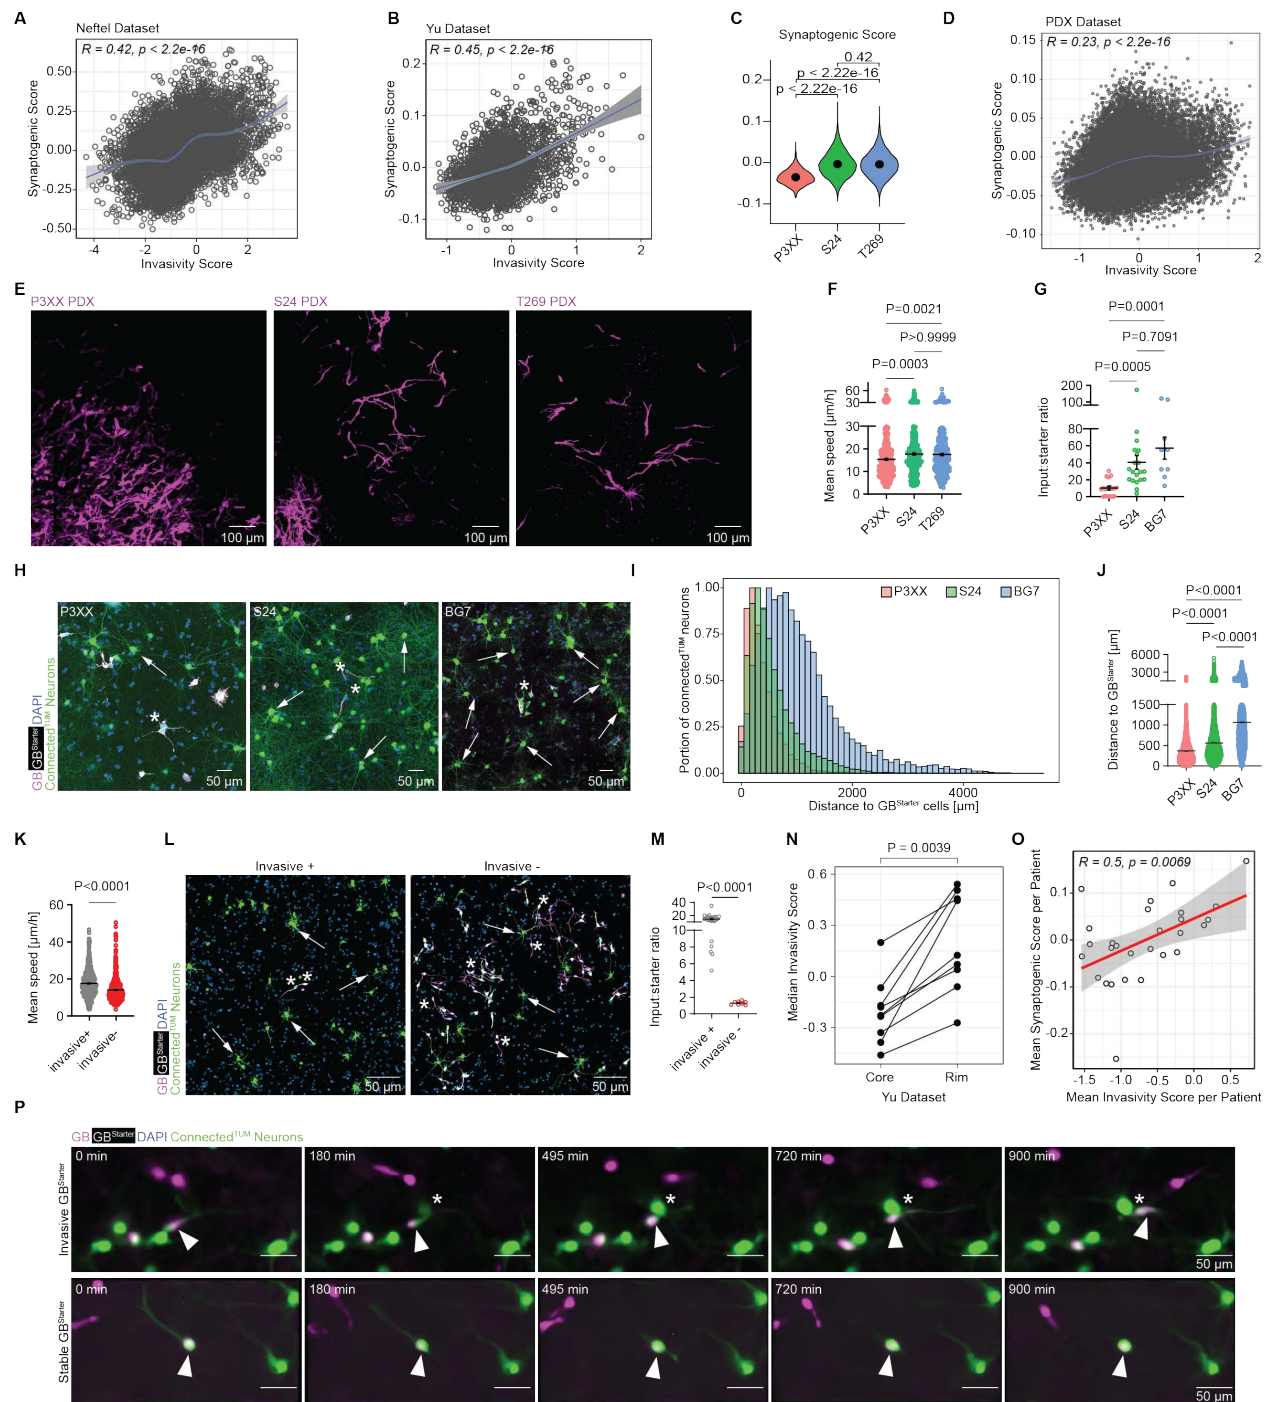 A
Neftel Dataset
R = 0.42, p < 2.2e-16
Synaptogenic Score
0.50
0.25
0.00
-0.25
-0.50
-4 -2 0 2
Invasivity Score
B
Yu Dataset
R = 0.45, p < 2.2e-16
Synaptogenic Score
0.2
0.1
0.0
-0.1
-1 0 1 2
Invasivity Score
C
Synaptogenic Score
0.42
p < 2.22e-16
p < 2.22e-16
0.2
0.1
0.0
-0.1
P3XX S24 T269
D
PDX Dataset
R = 0.23, p < 2.2e-16
Synaptogenic Score
0.15
0.10
0.05
0.00
-0.05
-0.10
-1 0 1 2
Invasivity Score
E
P3XX PDX
100 µm
S24 PDX
100 µm
T269 PDX
100 µm
F
P=0.0021
P>0.9999
P=0.0003
Mean speed [µm/h]
60
30
30
20
10
0
P3XX S24 T269
G
P=0.0001
P=0.7091
P=0.0005
Input:starter ratio
200
100
80
60
40
20
0
P3XX S24 BG7
H
GB GBStarter DAPI
ConnectedTUM Neurons
P3XX
50 µm
S24
50 µm
BG7
50 µm
I
P3XX S24 BG7
Portion of connectedTUM neurons
1.00
0.75
0.50
0.25
0.00
0 2000 4000
Distance to GBStarter cells [µm]
J
P<0.0001
P<0.0001
P<0.0001
Distance to GBStarter [µm]
6000
3000
1500
1000
500
0
P3XX S24 BG7
K
P<0.0001
Mean speed [µm/h]
60
40
20
0
invasive+ invasive-
L
GB GBStarter DAPI
ConnectedTUM Neurons
Invasive +
50 µm
Invasive -
50 µm
M
P<0.0001
Input:starter ratio
40
20
10
8
6
4
2
0
invasive + invasive -
N
P = 0.0039
Median Invasivity Score
0.6
0.3
0.0
-0.3
Core Rim
Yu Dataset
O
R = 0.5, p = 0.0069
Mean Synaptogenic Score per Patient
0.1
0.0
-0.1
-0.2
-1.5 -1.0 -0.5 0.0 0.5
Mean Invasivity Score per Patient
P
GB GBStarter DAPI ConnectedTUM Neurons
Invasive GBStarter
0 min 180 min 495 min 720 min 900 min
50 µm
Stable GBStarter
0 min 180 min 495 min 720 min 900 min
50 µm